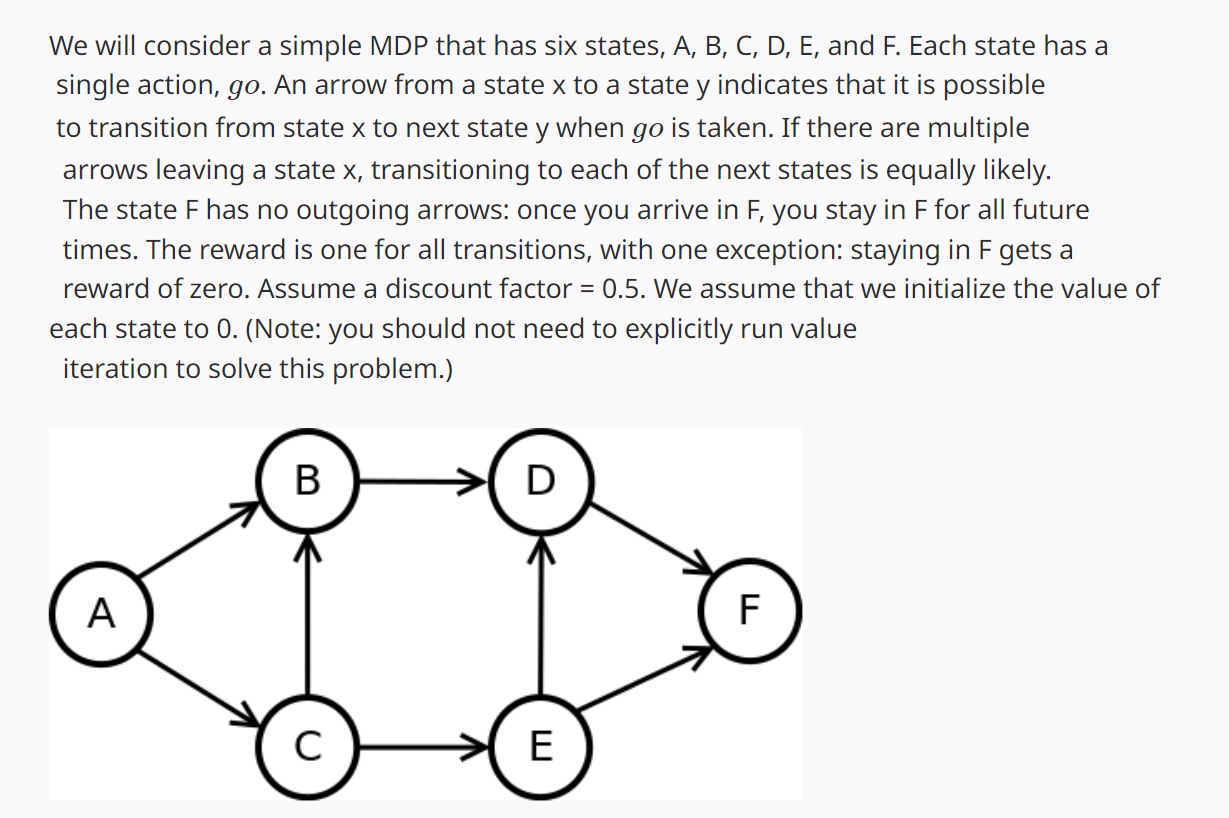 We will consider a simple MDP that has six states, A, B, C, D, E, and F. Each state has a
single action, go. An arrow from a state x to a state y indicates that it is possible
to transition from state x to next state y when go is taken. If there are multiple
arrows leaving a state x, transitioning to each of the next states is equally likely.
The state F has no outgoing arrows: once you arrive in F, you stay in F for all future
times. The reward is one for all transitions, with one exception: staying in F gets a
reward of zero. Assume a discount factor = 0.5. We assume that we initialize the value of
each state to 0. (Note: you should not need to explicitly run value
iteration to solve this problem.)
B
D
A
F
C
E